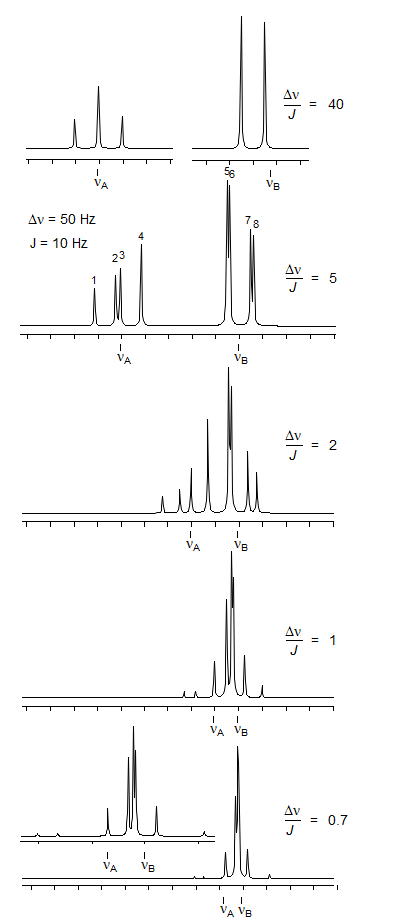 Δν/J = 40
νA νB
Δν = 50 Hz
J = 10 Hz
1 2 3 4 5 6 7 8
Δν/J = 5
νA νB
Δν/J = 2
νA νB
Δν/J = 1
νA νB
Δν/J = 0.7
νA νB
νA νB